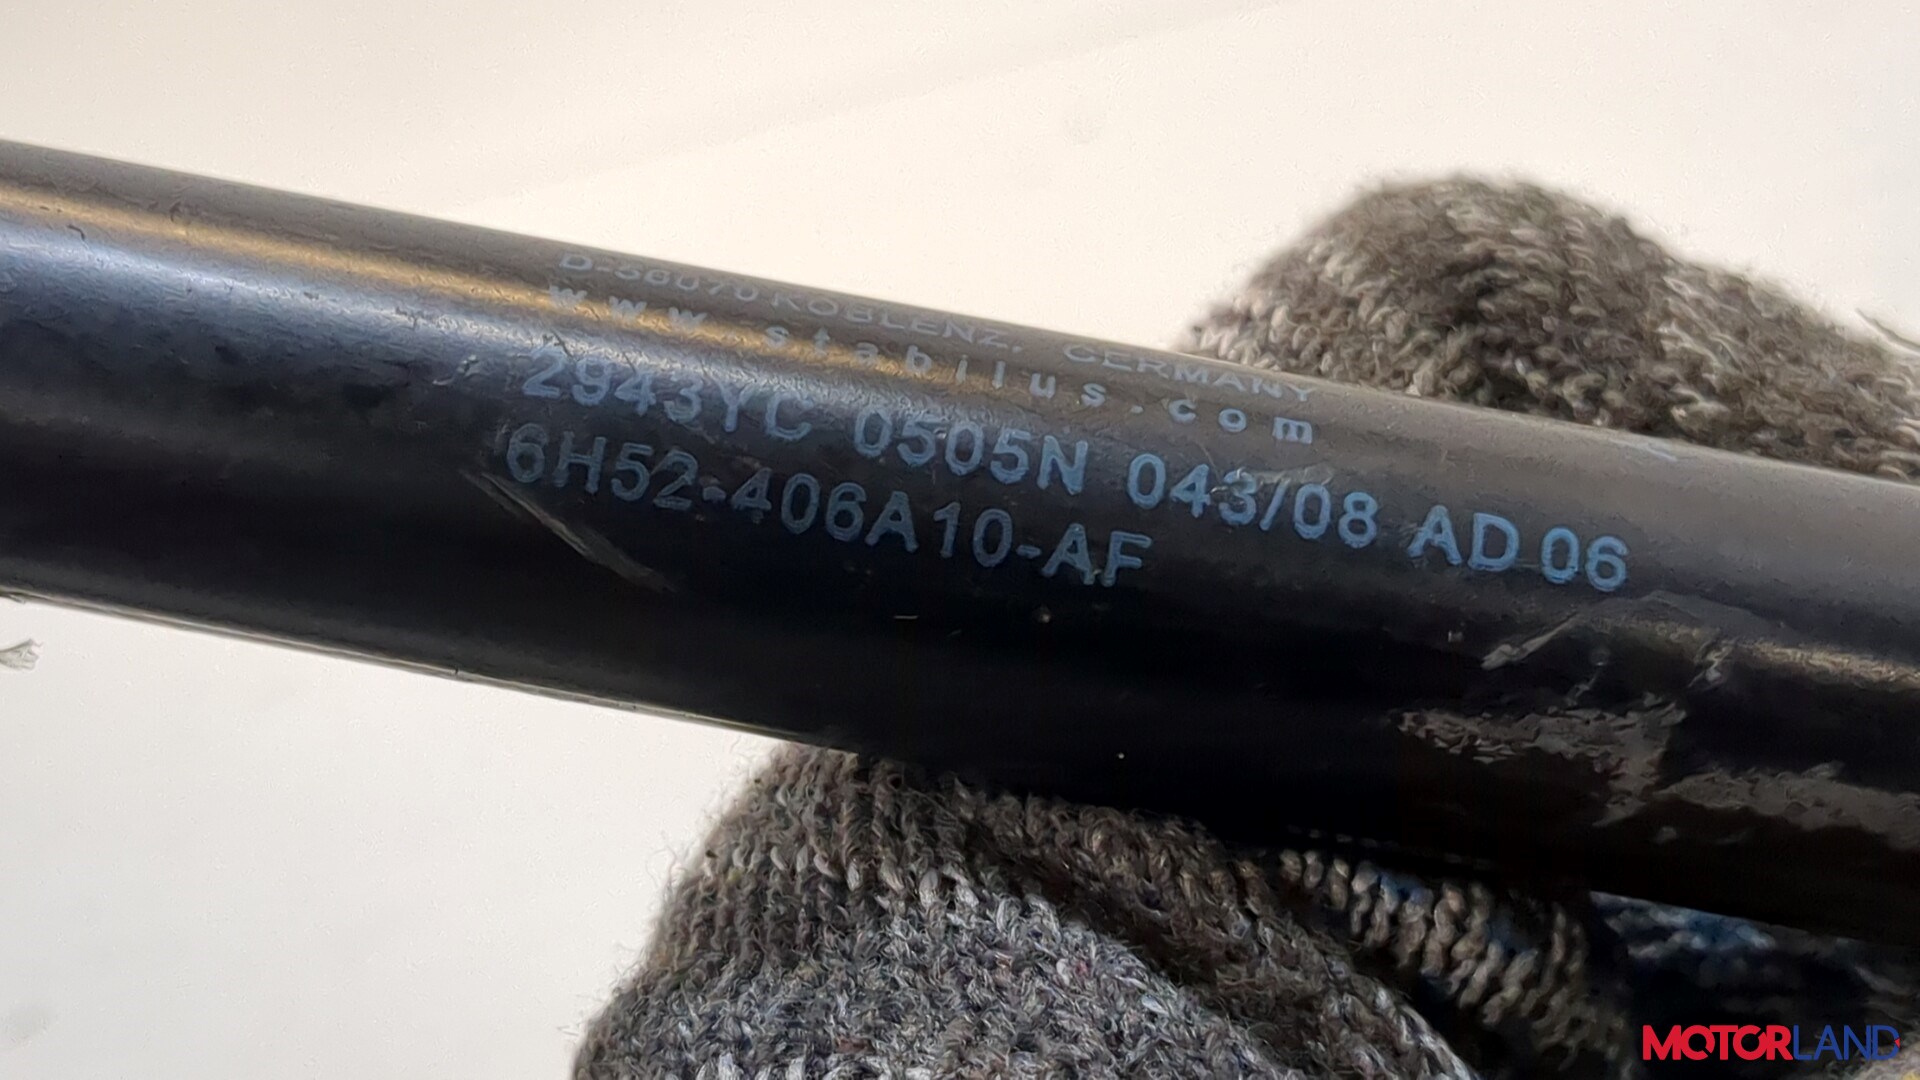 D-56070 KOBLENZ, GERMANY
www.stabilus.com
2943YC 0505N 043/08 AD 06
6H52-406A10-AF
MOTORLAND